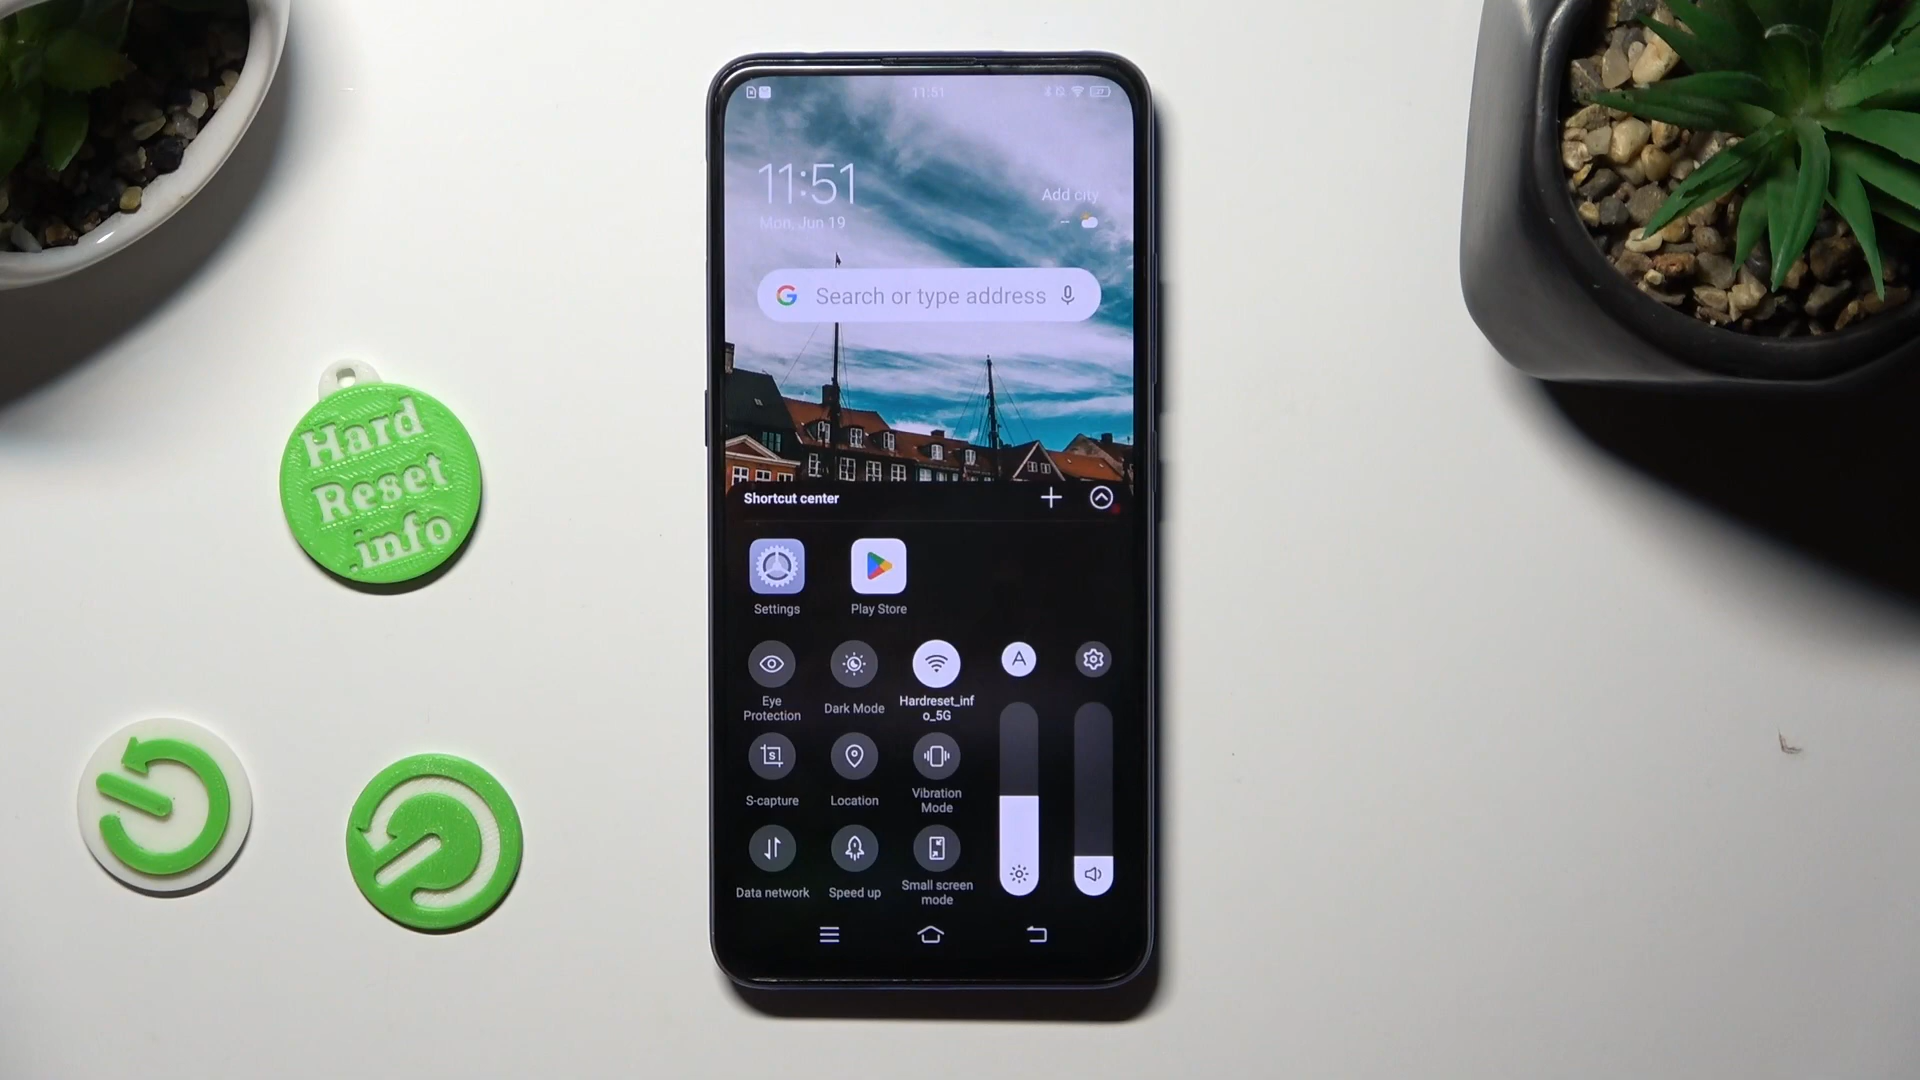 11:51
11:51
Mon, Jun 19
Add city
Search or type address
Hard
Reset
.info
Shortcut center
Settings
Play Store
A
Eye
Protection
Dark Mode
Hardreset_inf
o_5G
S
S-capture
Location
Vibration
Mode
Data network
Speed up
Small screen
mode